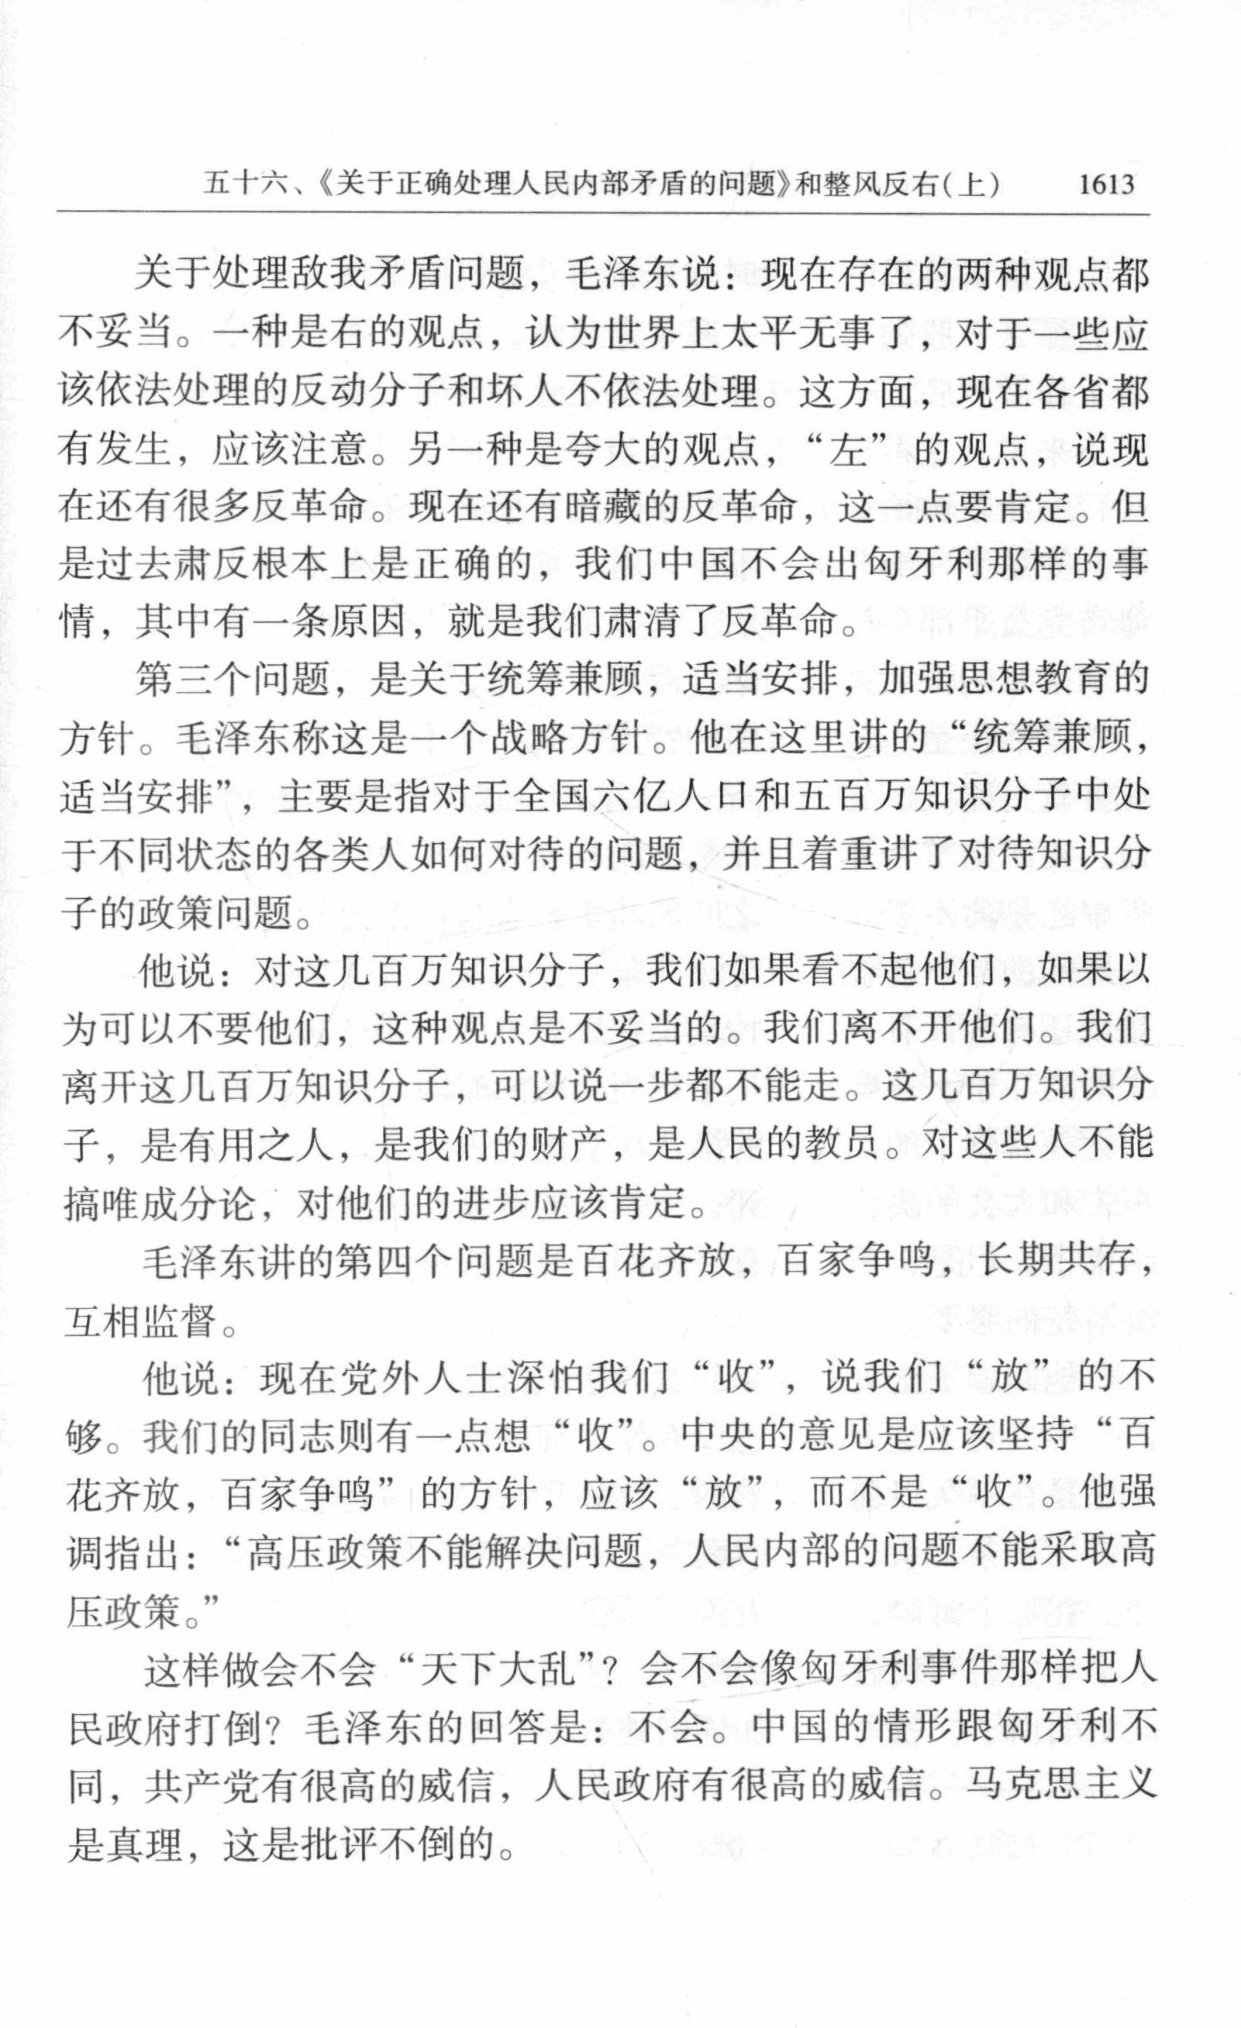 五十六、《关于正确处理人民内部矛盾的问题》和整风反右(上) 1613
关于处理敌我矛盾问题，毛泽东说：现在存在的两种观点都
不妥当。一种是右的观点，认为世界上太平无事了，对于一些应
该依法处理的反动分子和坏人不依法处理。这方面，现在各省都
有发生，应该注意。另一种是夸大的观点，“左”的观点，说现
在还有很多反革命。现在还有暗藏的反革命，这一点要肯定。但
是过去肃反根本上是正确的，我们中国不会出匈牙利那样的事
情，其中有一条原因，就是我们肃清了反革命。
第三个问题，是关于统筹兼顾，适当安排，加强思想教育的
方针。毛泽东称这是一个战略方针。他在这里讲的“统筹兼顾，
适当安排”，主要是指对于全国六亿人口和五百万知识分子中处
于不同状态的各类人如何对待的问题，并且着重讲了对待知识分
子的政策问题。
他说：对这几百万知识分子，我们如果看不起他们，如果以
为可以不要他们，这种观点是不妥当的。我们离不开他们。我们
离开这几百万知识分子，可以说一步都不能走。这几百万知识分
子，是有用之人，是我们的财产，是人民的教员。对这些人不能
搞唯成分论，对他们的进步应该肯定。
毛泽东讲的第四个问题是百花齐放，百家争鸣，长期共存，
互相监督。
他说：现在党外人士深怕我们“收”，说我们“放”的不
够。我们的同志则有一点想“收”。中央的意见是应该坚持“百
花齐放，百家争鸣”的方针，应该“放”，而不是“收”。他强
调指出：“高压政策不能解决问题，人民内部的问题不能采取高
压政策。”
这样做会不会“天下大乱”？会不会像匈牙利事件那样把人
民政府打倒？毛泽东的回答是：不会。中国的情形跟匈牙利不
同，共产党有很高的威信，人民政府有很高的威信。马克思主义
是真理，这是批评不倒的。